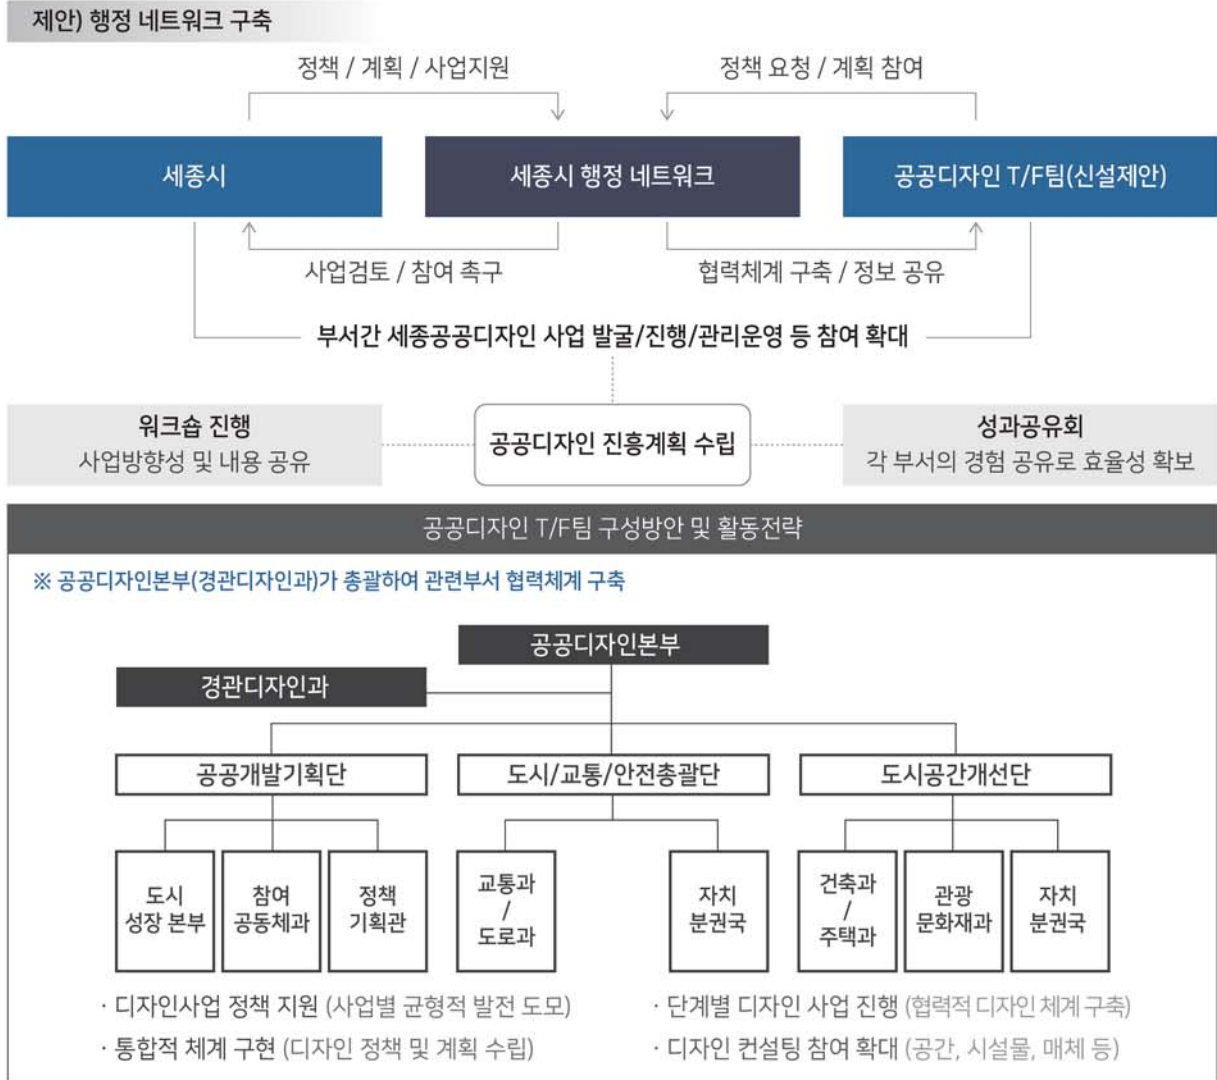 제안) 행정 네트워크 구축
정책 / 계획 / 사업지원
정책 요청 / 계획 참여
세종시
세종시 행정 네트워크
공공디자인 T/F팀(신설제안)
사업검토 / 참여 촉구
협력체계 구축 / 정보 공유
부서간 세종공공디자인 사업 발굴/진행/관리운영 등 참여 확대
워크숍 진행
사업방향성 및 내용 공유
공공디자인 진흥계획 수립
성과공유회
각 부서의 경험 공유로 효율성 확보
공공디자인 T/F팀 구성방안 및 활동전략
※ 공공디자인본부(경관디자인과)가 총괄하여 관련부서 협력체계 구축
공공디자인본부
경관디자인과
공공개발기획단
도시/교통/안전총괄단
도시공간개선단
도시
성장 본부
참여
공동체과
정책
기획관
교통과
/
도로과
자치
분권국
건축과
/
주택과
관광
문화재과
자치
분권국
· 디자인사업 정책 지원 (사업별 균형적 발전 도모)
· 통합적 체계 구현 (디자인 정책 및 계획 수립)
· 단계별 디자인 사업 진행 (협력적 디자인 체계 구축)
· 디자인 컨설팅 참여 확대 (공간, 시설물, 매체 등)